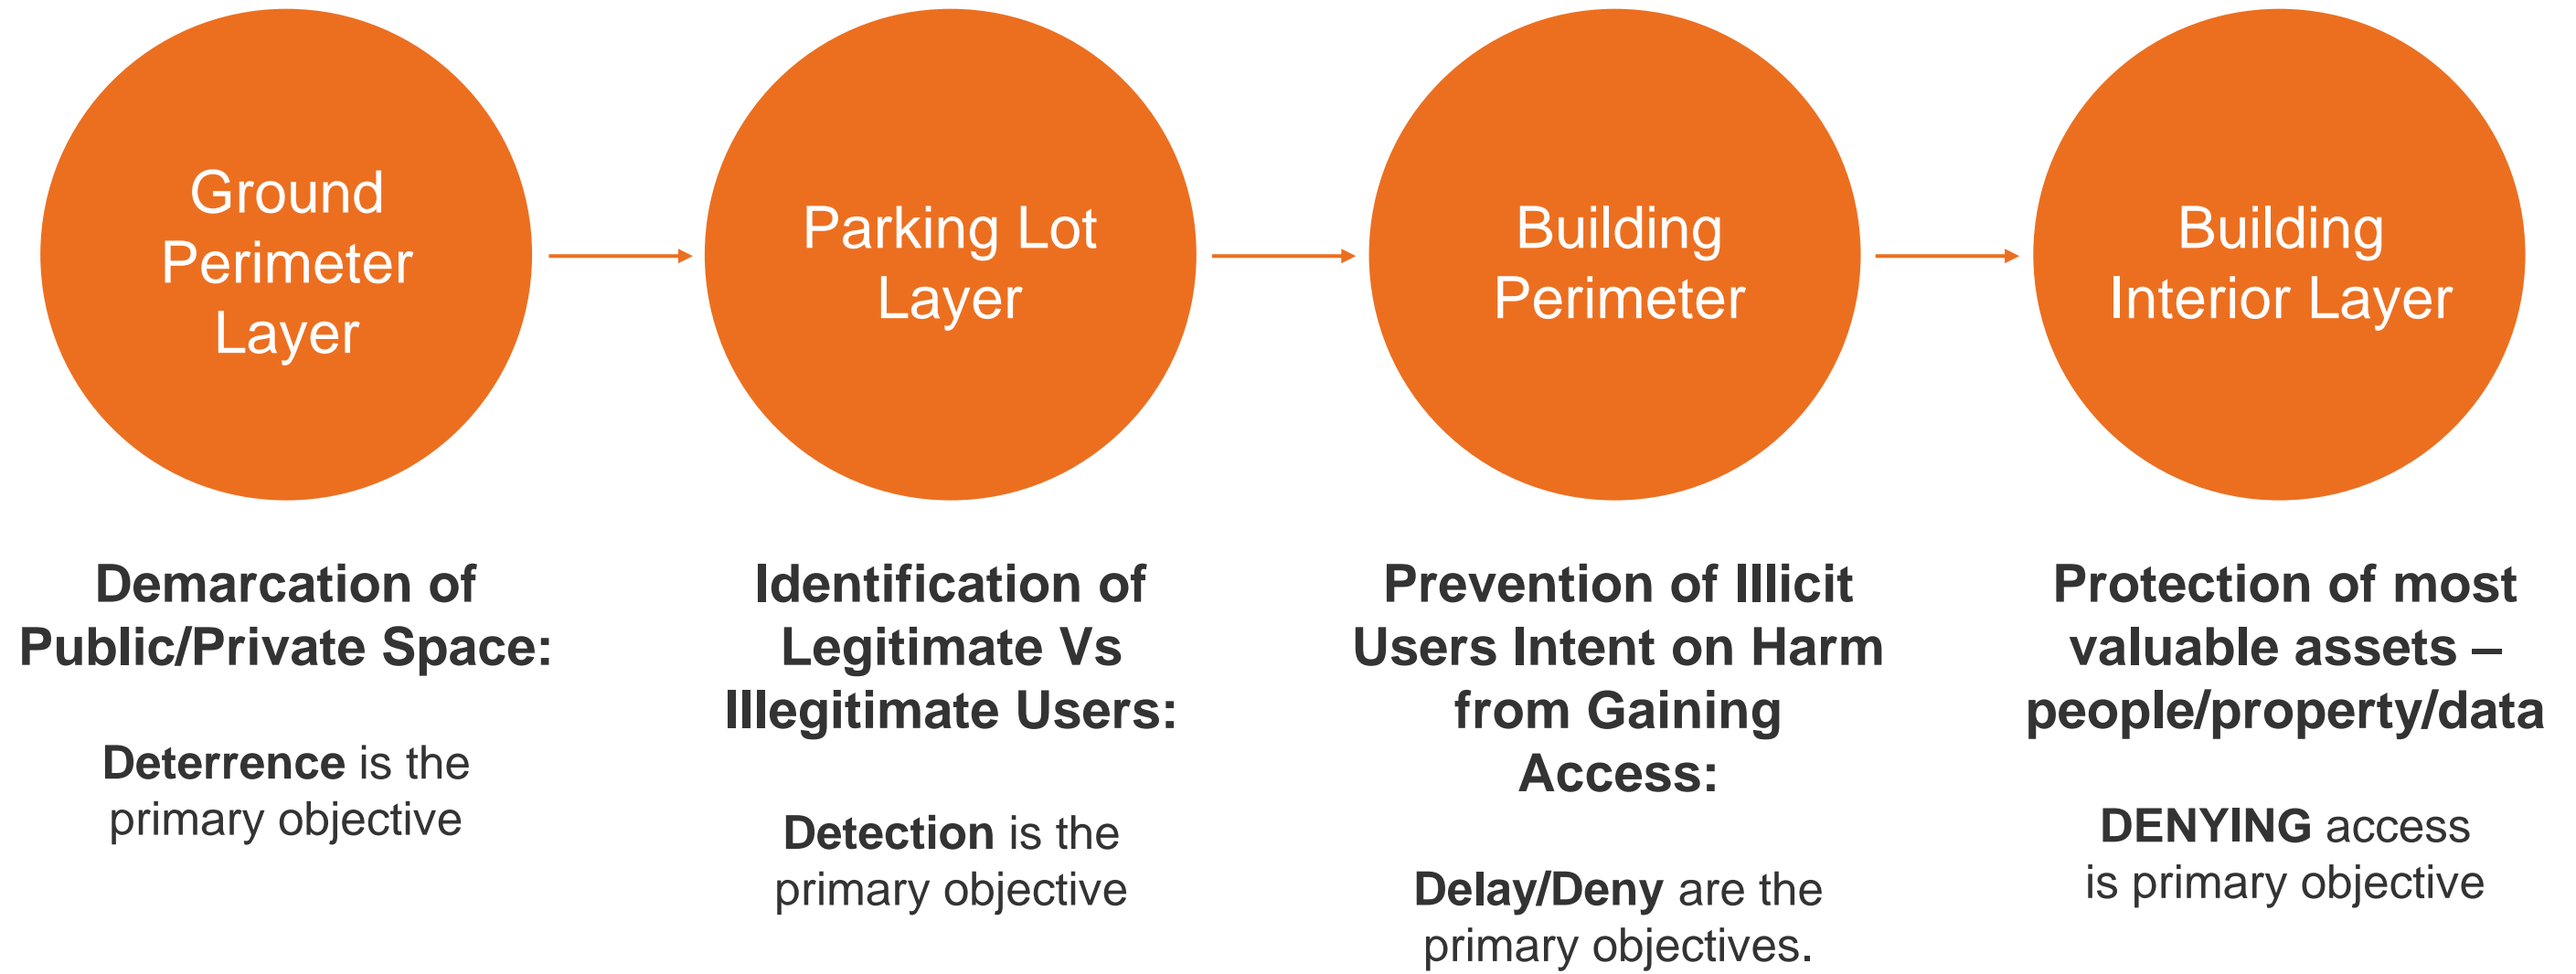 Ground
Perimeter
Layer
Demarcation of
Public/Private Space:
Deterrence is the
primary objective
Parking Lot
Layer
Identification of
Legitimate Vs
Illegitimate Users:
Detection is the
primary objective
Building
Perimeter
Prevention of Illicit
Users Intent on Harm
from Gaining
Access:
Delay/Deny are the
primary objectives.
Building
Interior Layer
Protection of most
valuable assets –
people/property/data
DENYING access
is primary objective